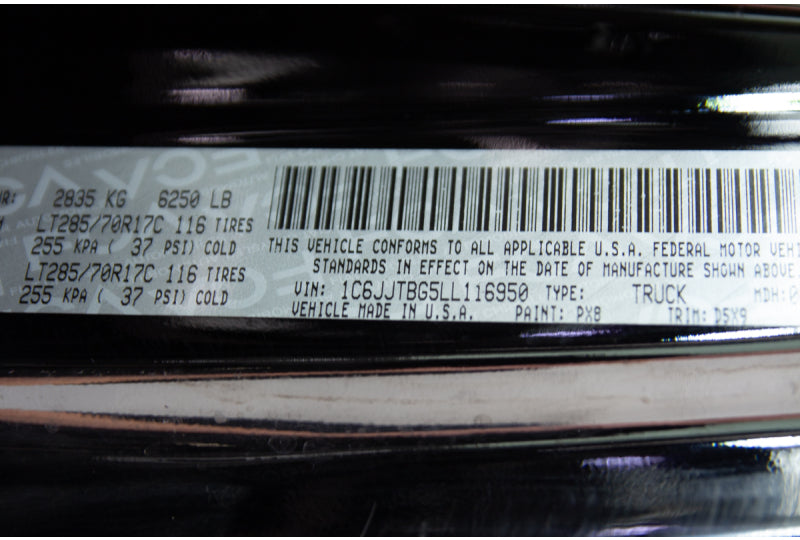 2835 KG 6250 LB
LT285/70R17C 116 TIRES
255 KPA ( 37 PSI) COLD
LT285/70R17C 116 TIRES
255 KPA ( 37 PSI) COLD
THIS VEHICLE CONFORMS TO ALL APPLICABLE U.S.A. FEDERAL MOTOR
STANDARDS IN EFFECT ON THE DATE OF MANUFACTURE SHOWN ABOVE
VIN: 1C6JJTBG5LL116950 TYPE: TRUCK MDH:
VEHICLE MADE IN U.S.A. PAINT: PX8 TRIM: D5X9